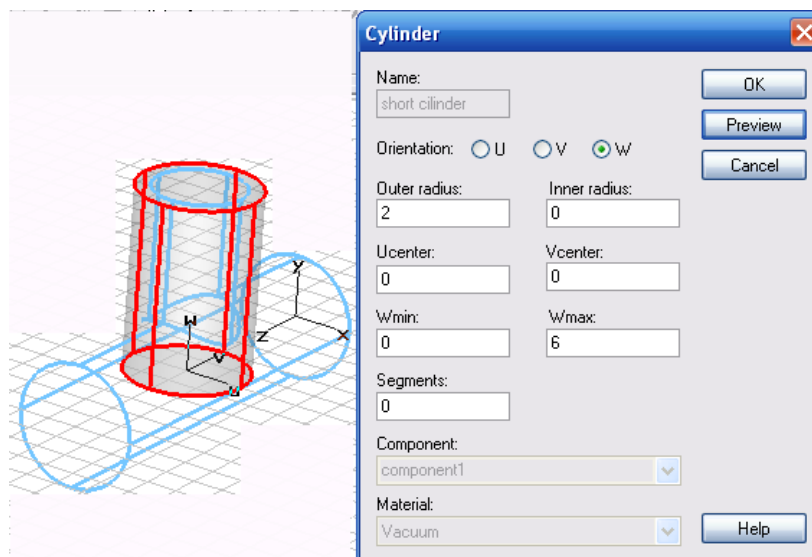 Cylinder
Name:
short cilinder
OK
Preview
Cancel
Orientation: U V W
Outer radius: Inner radius:
2 0
Ucenter: Vcenter:
0 0
Wmin: Wmax:
0 6
Segments:
0
Component:
component1
Material:
Vacuum
Help
y
z x
w
v
u